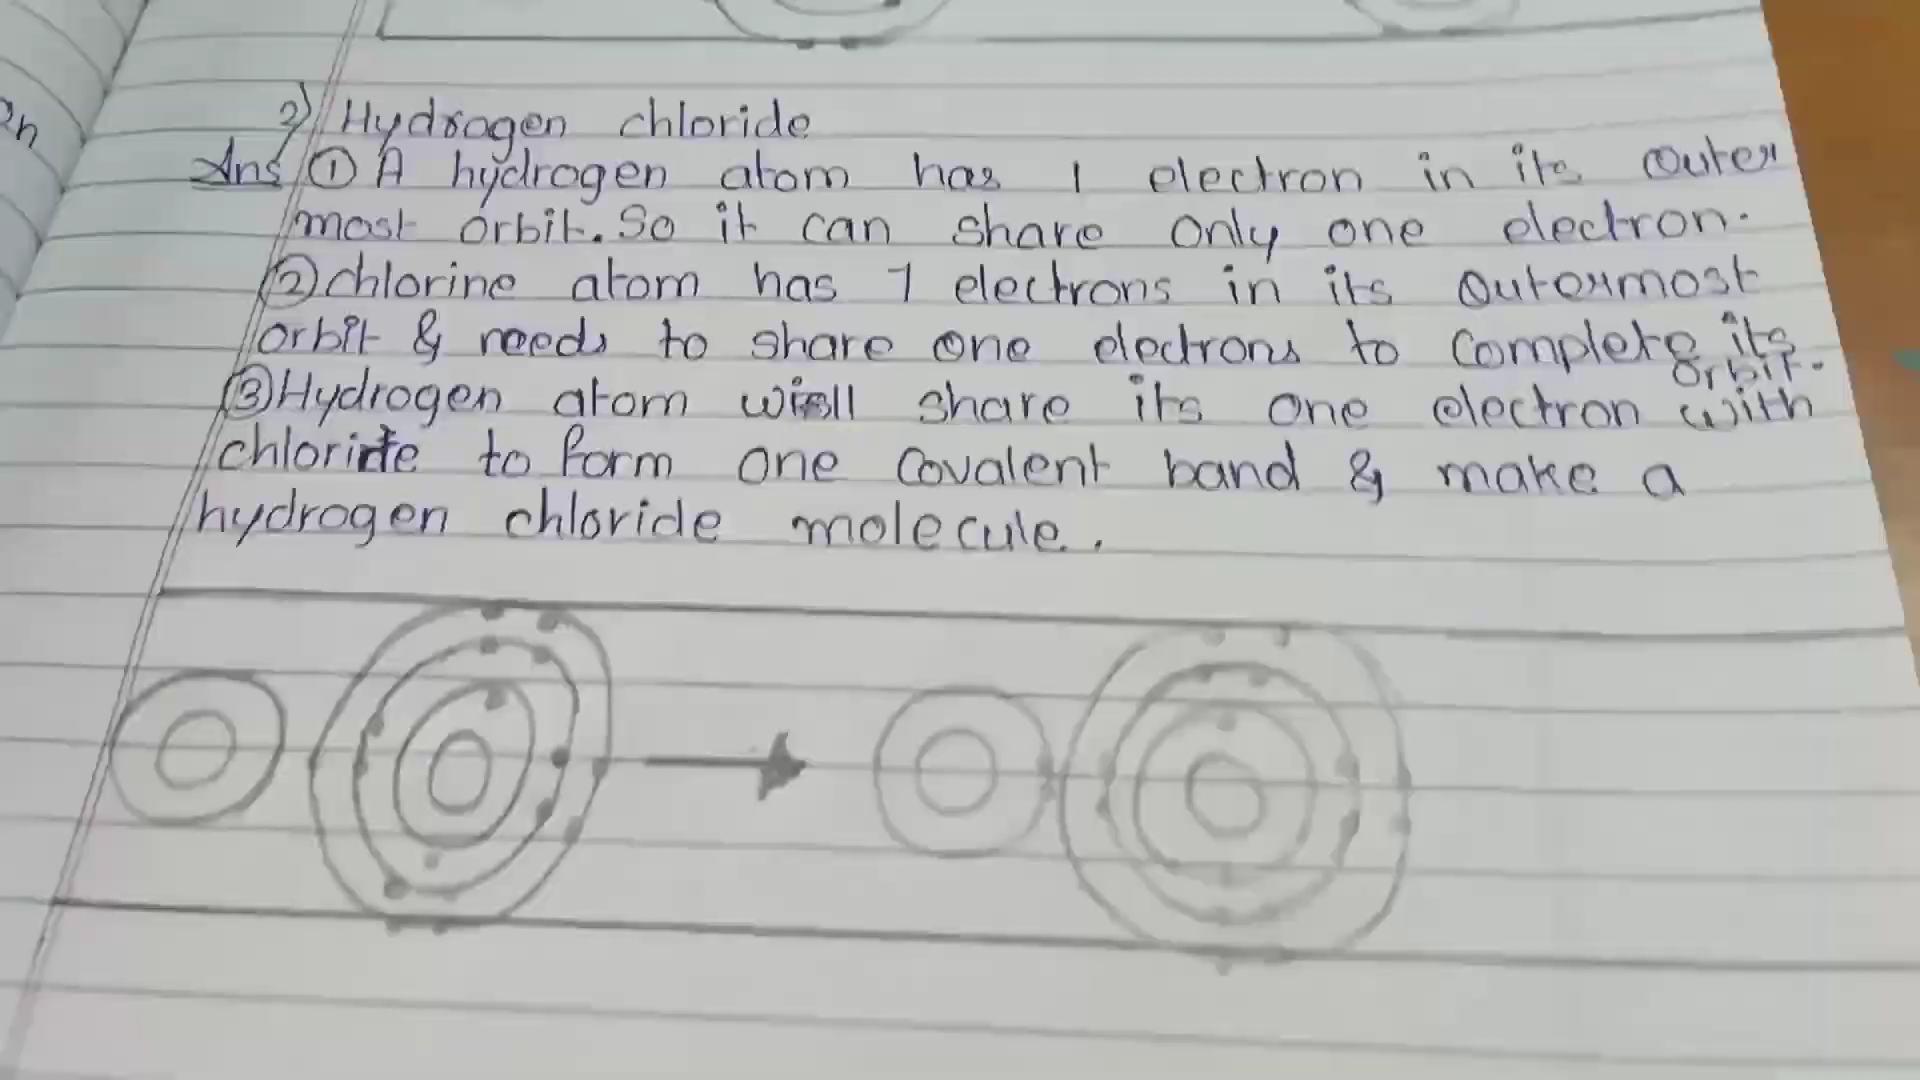 2) Hydrogen chloride
Ans ① A hydrogen atom has 1 electron in its outer
most orbit. So it can share only one electron.
② chlorine atom has 7 electrons in its outermost
orbit & needs to share one electrons to complete its
orbit.
③ Hydrogen atom will share its one electron with
to form one covalent band & make a
hydrogen chloride molecule.